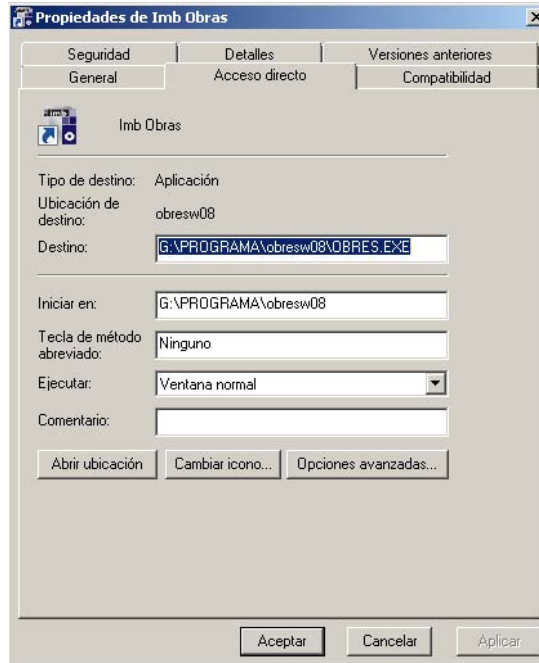 Propiedades de Imb Obras
Seguridad Detalles Versiones anteriores
General Acceso directo Compatibilidad
Imb Obras
Tipo de destino: Aplicación
Ubicación de
destino: obresw08
Destino: G:\PROGRAMA\obresw08\OBRES.EXE
Iniciar en: G:\PROGRAMA\obresw08
Tecla de método
abreviado: Ninguno
Ejecutar: Ventana normal
Comentario:
Abrir ubicación Cambiar icono... Opciones avanzadas...
Aceptar Cancelar Aplicar